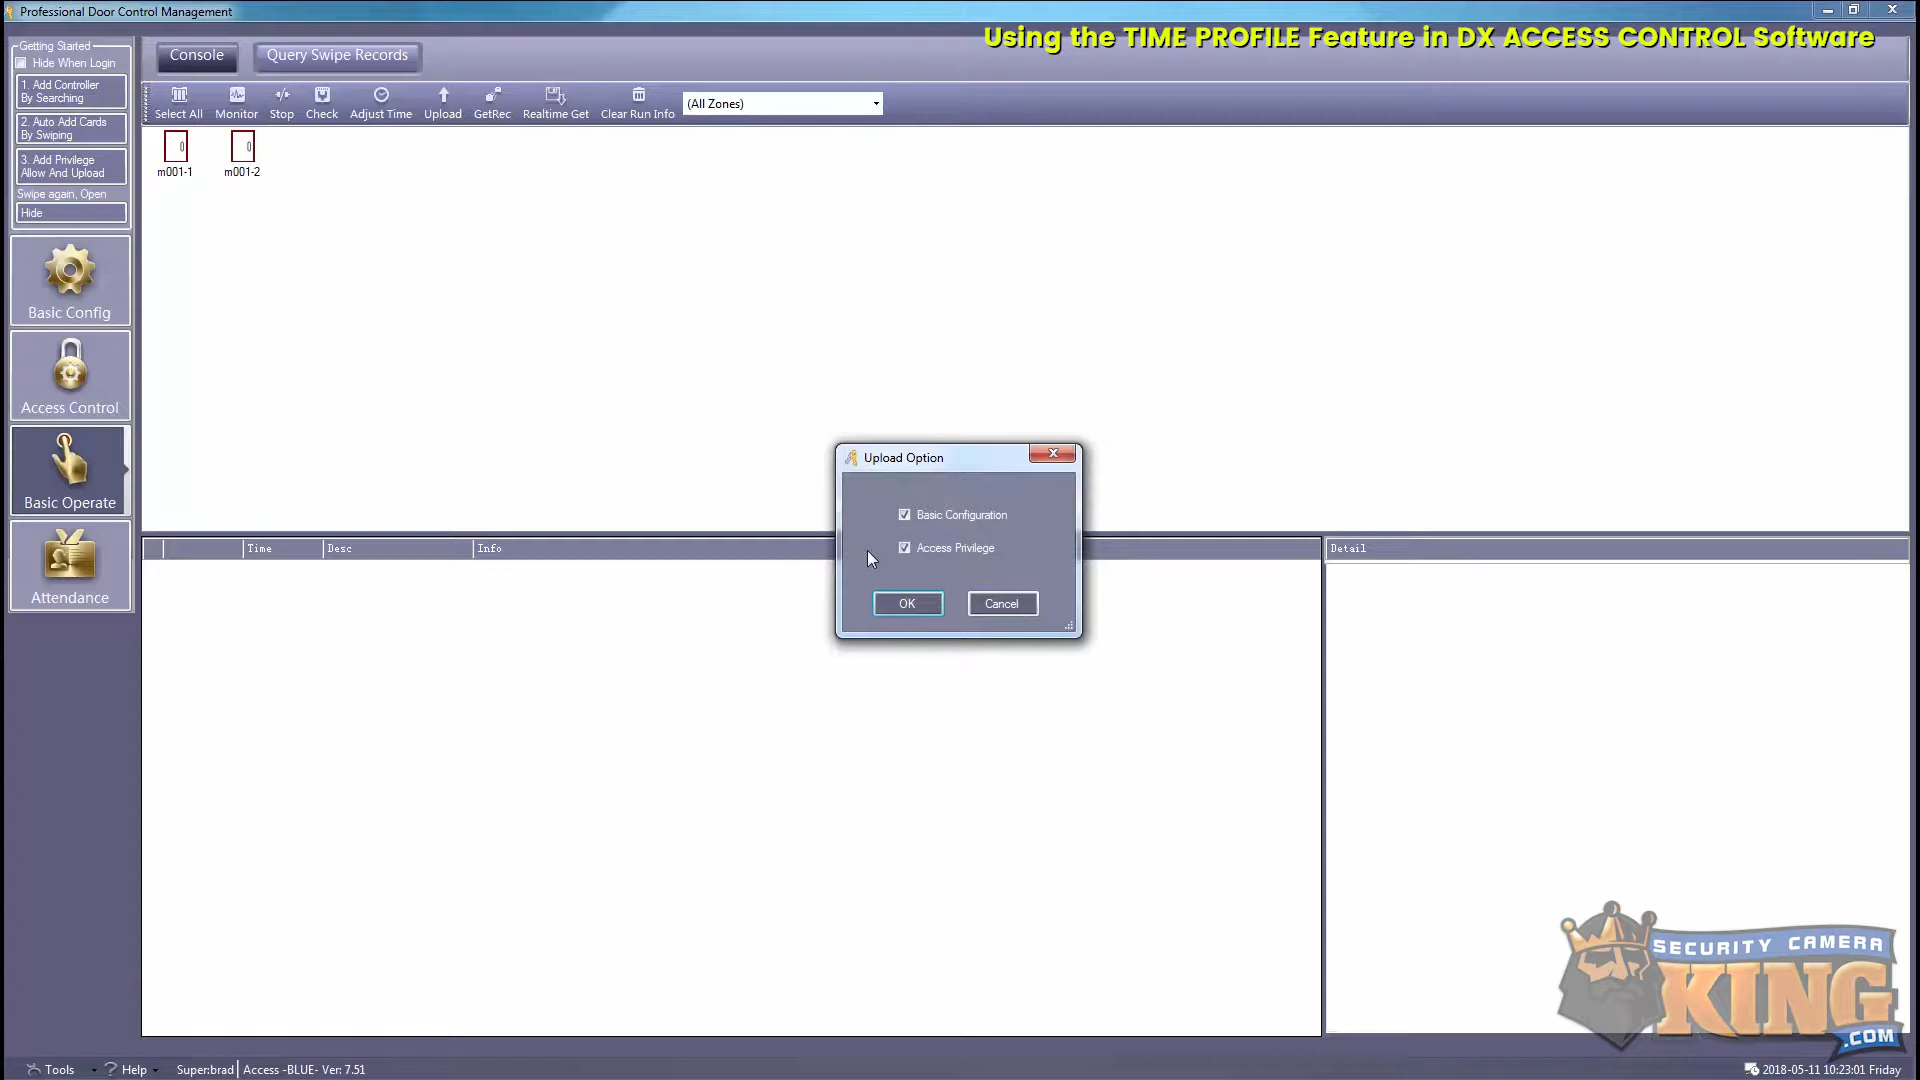 Professional Door Control Management
Using the TIME PROFILE Feature in DX ACCESS CONTROL Software
Getting Started
Hide When Login
1. Add Controller
By Searching
2. Auto Add Cards
By Swiping
3. Add Privilege
Allow And Upload
Swipe again, Open
Hide
Basic Config
Access Control
Basic Operate
Attendance
Console
Query Swipe Records
Select All
Monitor
Stop
Check
Adjust Time
Upload
GetRec
Realtime Get
Clear Run Info
(All Zones)
m001-1
m001-2
Upload Option
Basic Configuration
Access Privilege
OK
Cancel
Time
Desc
Info
Detail
SECURITY CAMERA
KING
.COM
Tools
Help
Super:brad
Access -BLUE- Ver: 7.51
2018-05-11 10:23:01 Friday